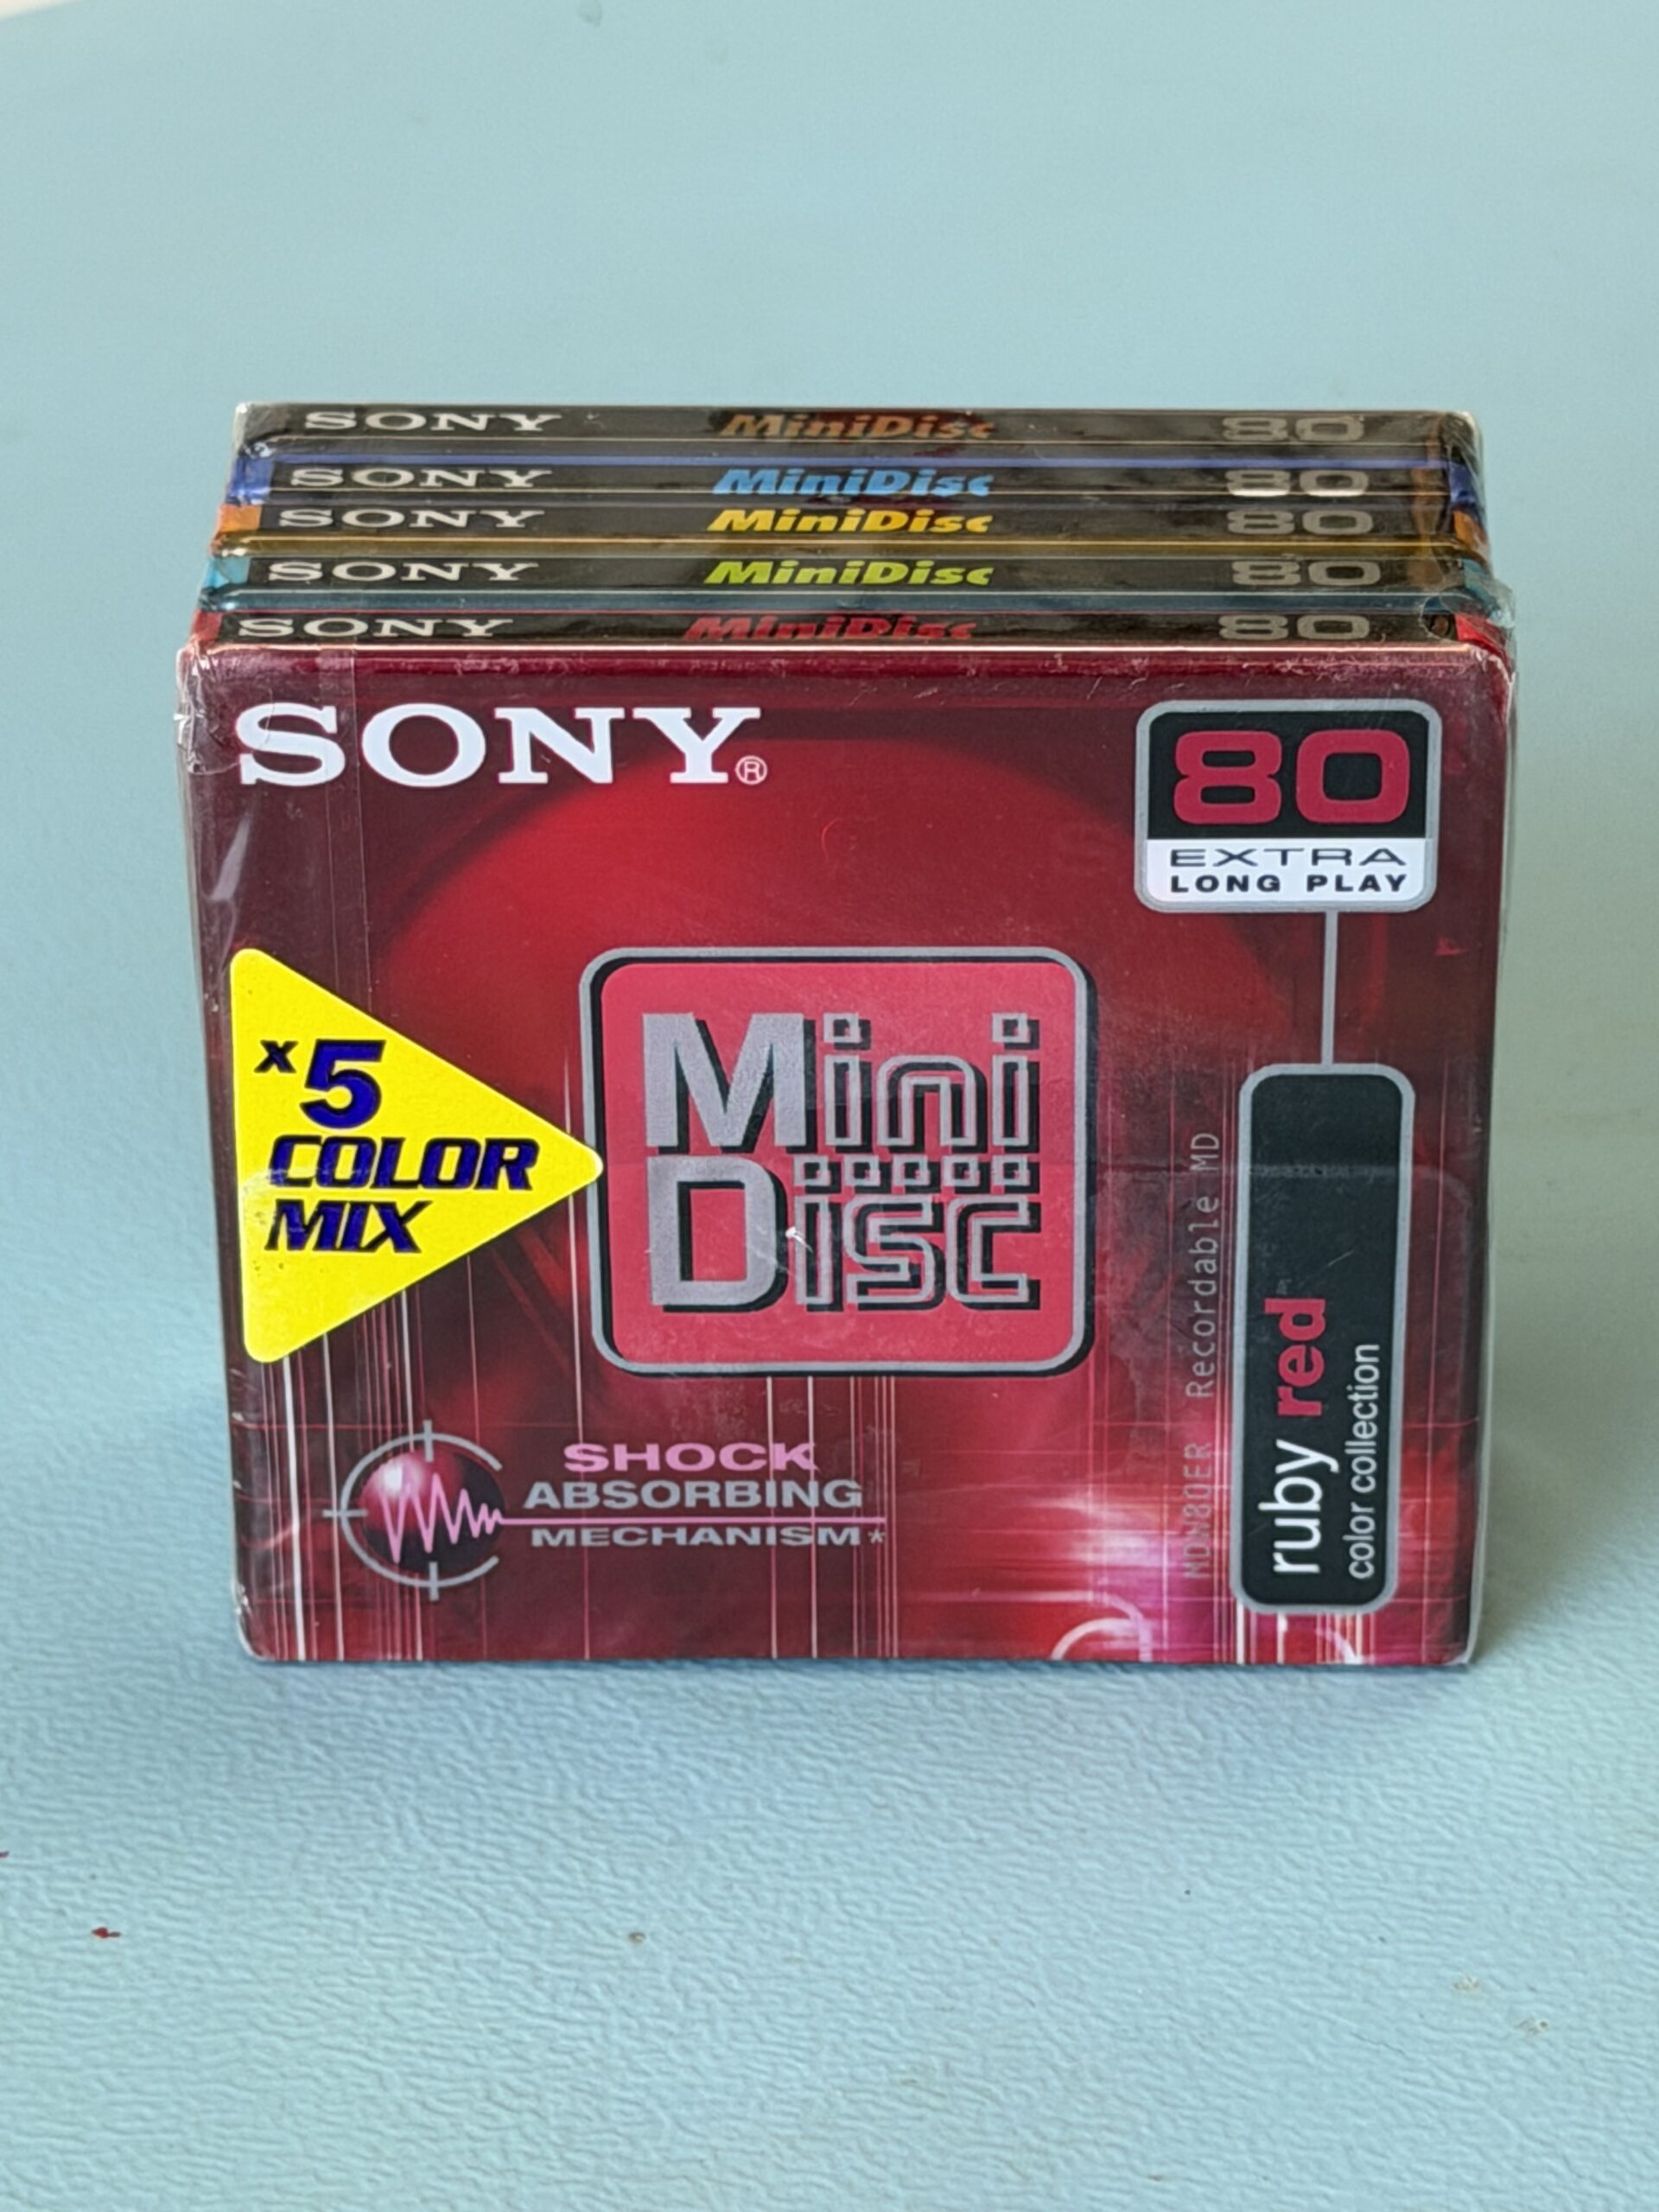 SONY MiniDisc 80
SONY MiniDisc 80
SONY MiniDisc 80
SONY MiniDisc 80
SONY MiniDisc 80
SONY®
80
EXTRA
LONG PLAY
x5
COLOR
MIX
Mini
Disc
SHOCK
ABSORBING
MECHANISM*
MDW80ER Recordable MD
ruby red
color collection